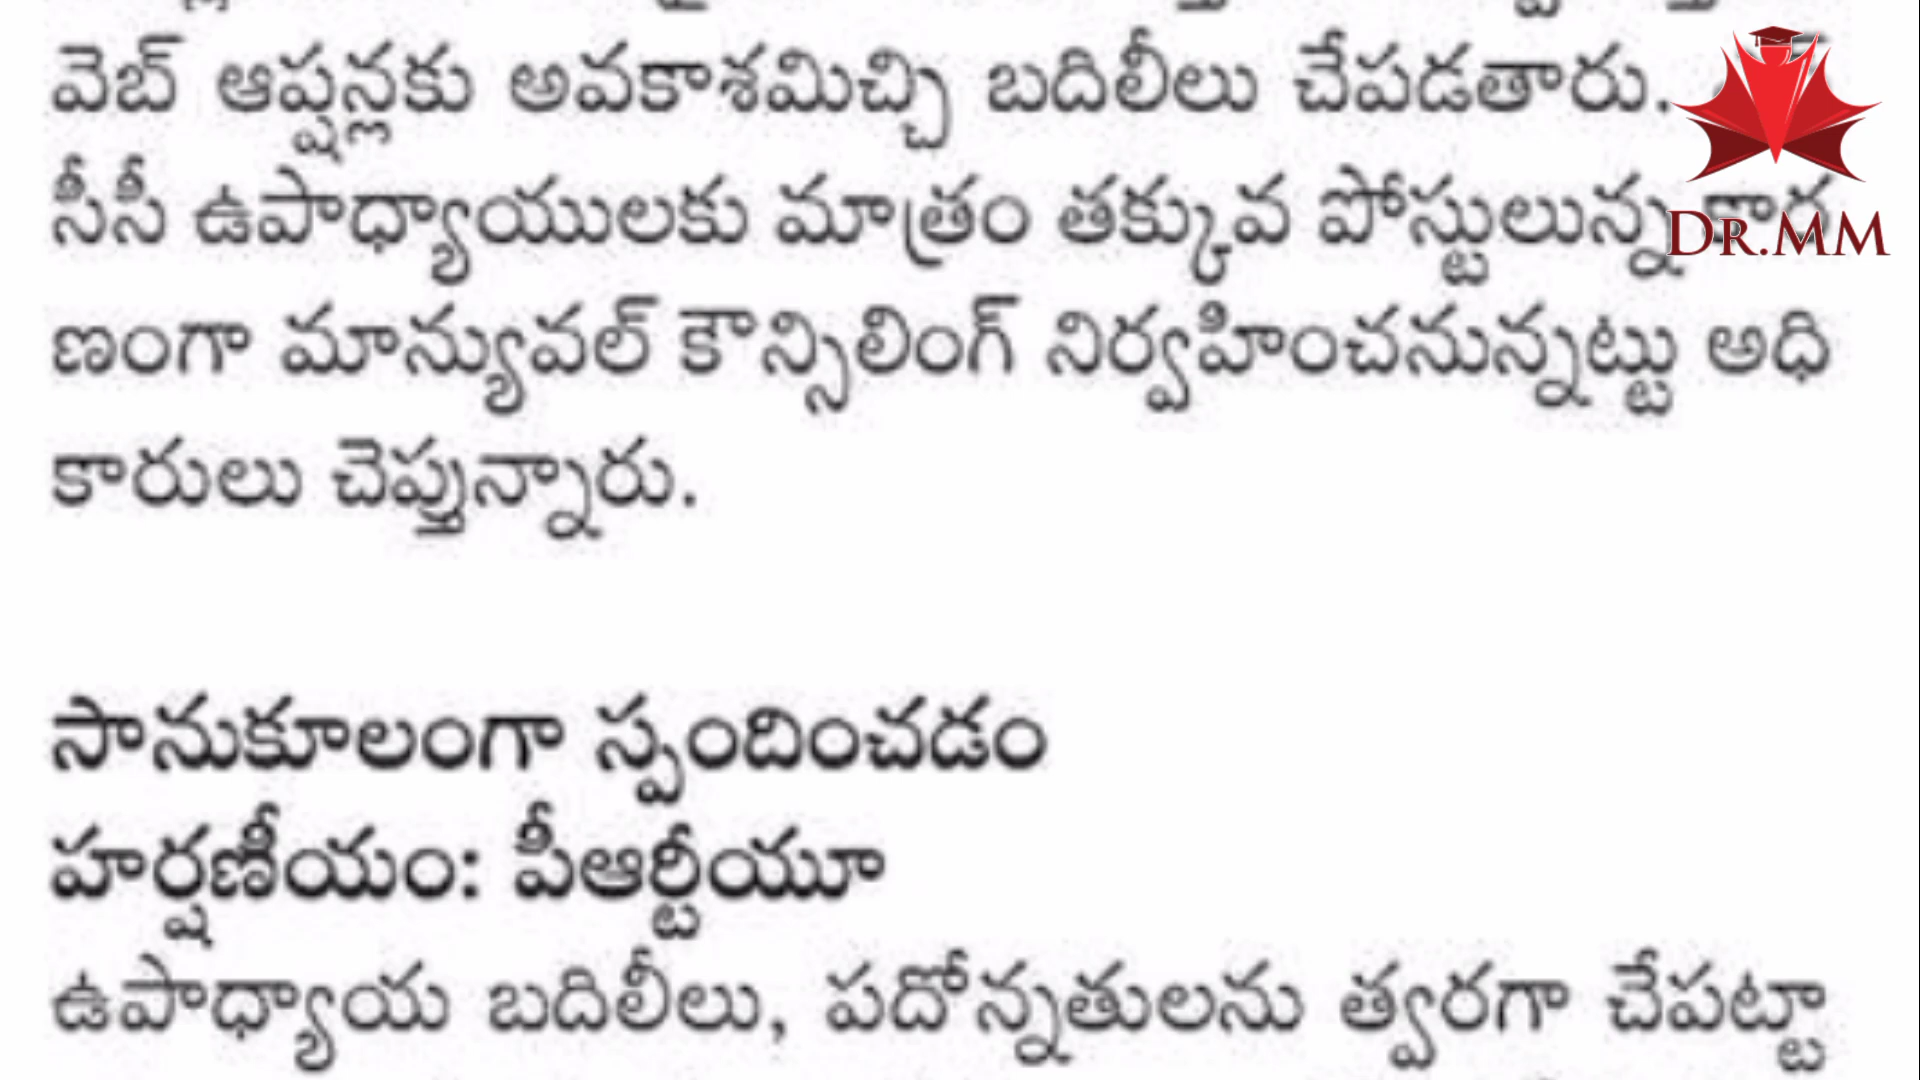 వెబ్ ఆప్షన్లకు అవకాశమిచ్చి బదిలీలు చేపడతారు.
సీసీ ఉపాధ్యాయులకు మాత్రం తక్కువ పోస్టులున్న కార
ణంగా మాన్యువల్ కౌన్సిలింగ్ నిర్వహించనున్నట్టు అధి
కారులు చెప్తున్నారు.
సానుకూలంగా స్పందించడం
హర్షణీయం: పీఆర్టీయూ
ఉపాధ్యాయ బదిలీలు, పదోన్నతులను త్వరగా చేపట్టా
DR.MM